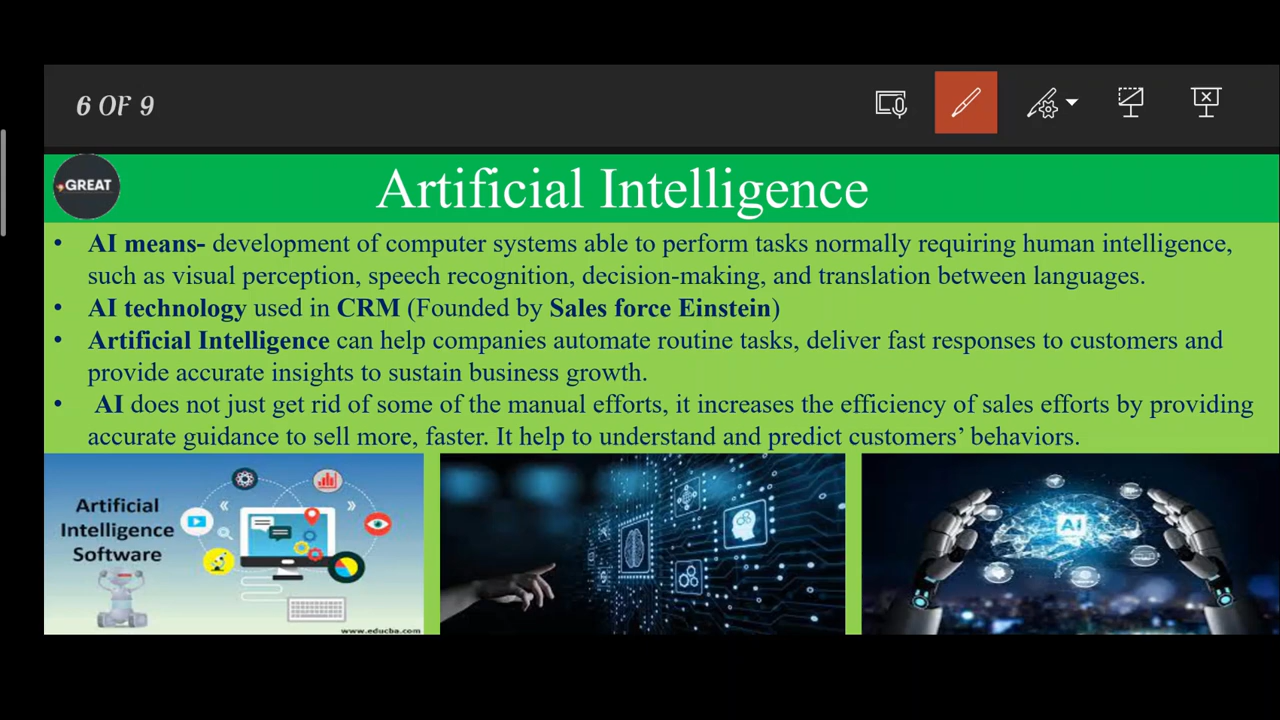 6 OF 9
GREAT
Artificial Intelligence
• AI means- development of computer systems able to perform tasks normally requiring human intelligence,
such as visual perception, speech recognition, decision-making, and translation between languages.
• AI technology used in CRM (Founded by Sales force Einstein)
• Artificial Intelligence can help companies automate routine tasks, deliver fast responses to customers and
provide accurate insights to sustain business growth.
• AI does not just get rid of some of the manual efforts, it increases the efficiency of sales efforts by providing
accurate guidance to sell more, faster. It help to understand and predict customers’ behaviors.
Artificial
Intelligence
Software
www.educba.com
AI